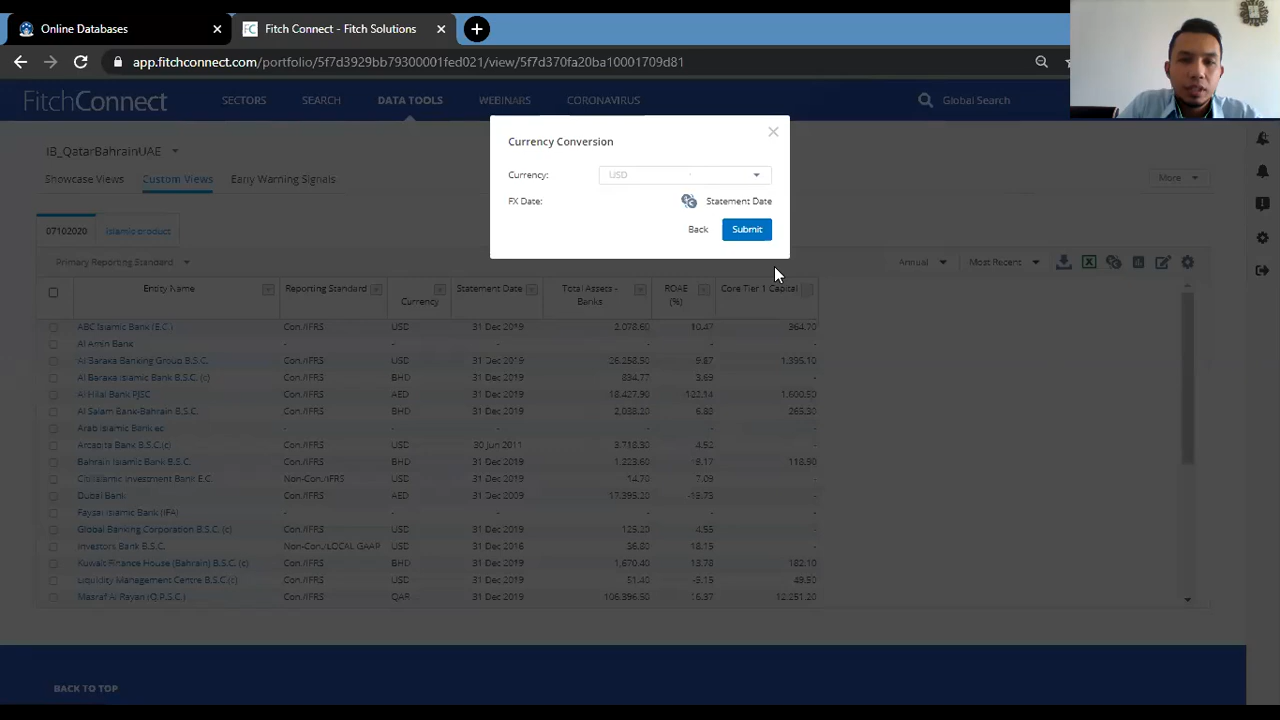 Online Databases
Fitch Connect - Fitch Solutions
app.fitchconnect.com/portfolio/5f7d3929bb79300001fed021/view/5f7d370fa20ba10001709d81
FitchConnect SECTORS SEARCH DATA TOOLS WEBINARS CORONAVIRUS Global Search
Currency Conversion
Currency: USD
FX Date: Statement Date
Back Submit
IB_QatarBahrainUAE
Showcase Views Custom Views Early Warning Signals More
07102020 Islamic product
Primary Reporting Standard Annual Most Recent
Entity Name Reporting Standard Currency Statement Date Total Assets - Banks ROAE (%) Core Tier 1 Capital
ABC Islamic Bank (E.C.) Con./IFRS USD 31 Dec 2019 2,078.60 10.47 364.70
Al Amin Bank - - - - - -
Al Baraka Banking Group B.S.C. Con./IFRS USD 31 Dec 2019 26,258.50 9.87 1,395.10
Al Baraka Islamic Bank B.S.C. (c) Con./IFRS BHD 31 Dec 2019 834.77 3.69 -
Al Hilal Bank PJSC Con./IFRS AED 31 Dec 2019 18,427.90 1,600.90
Al Salam Bank-Bahrain B.S.C. Con./IFRS BHD 31 Dec 2019 2,038.20 6.83 265.30
Arab Islamic Bank ec - - - - - -
Arcapita Bank B.S.C.(c) Con./IFRS USD 30 Jun 2011 3,718.30 4.92 -
Bahrain Islamic Bank B.S.C. Con./IFRS BHD 31 Dec 2019 1,223.60 118.90
Citi Islamic Investment Bank E.C. Non-Con./IFRS USD 31 Dec 2019 14.70 7.09 -
Dubai Bank Con./IFRS AED 31 Dec 2009 17,395.20 -
Faysal Islamic Bank (IFA) - - - - - -
Global Banking Corporation B.S.C. (c) Con./IFRS USD 31 Dec 2019 125.20 4.55 -
Investors Bank B.S.C. Non-Con./LOCAL GAAP USD 31 Dec 2016 36.80 18.15 -
Kuwait Finance House (Bahrain) B.S.C. Con./IFRS BHD 31 Dec 2019 1,670.40 13.78 182.10
Liquidity Management Centre B.S.C.(c) Con./IFRS USD 31 Dec 2019 51.40 49.50
Masraf Al Rayan (Q.P.S.C.) Con./IFRS QAR 31 Dec 2019 106,396.50 16.37 12,251.20
BACK TO TOP